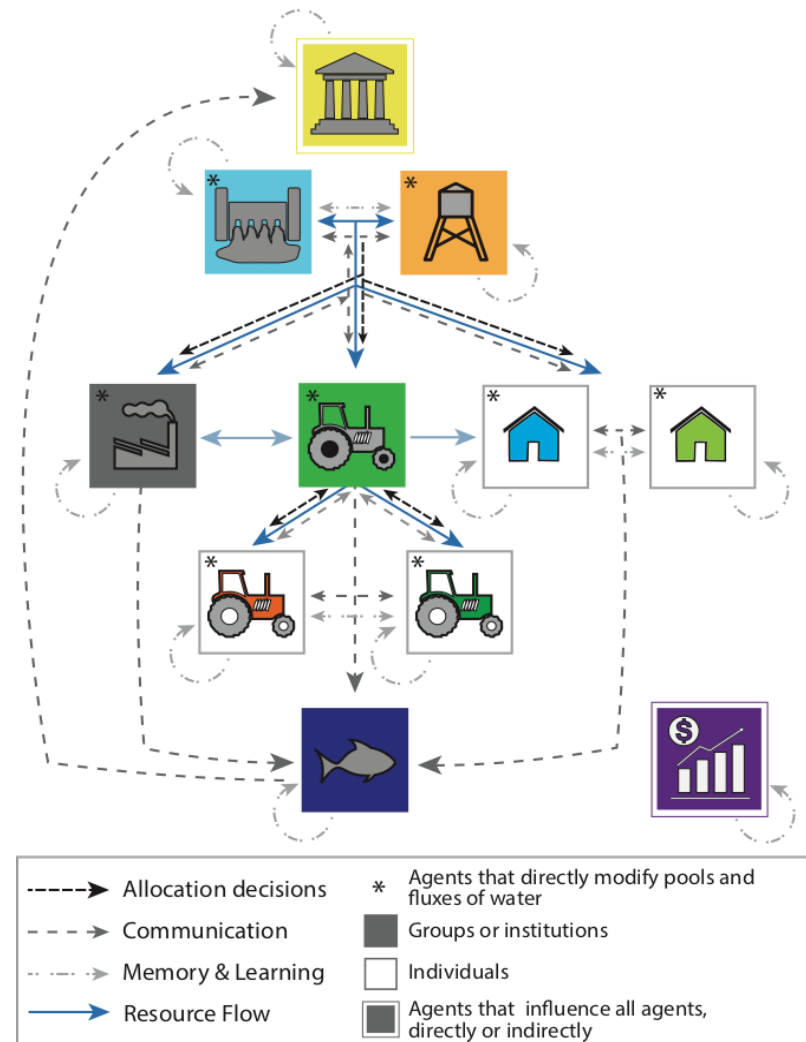 *
*
*
*
*
*
*
*
$
Allocation decisions
Communication
Memory & Learning
Resource Flow
* Agents that directly modify pools and
fluxes of water
Groups or institutions
Individuals
Agents that influence all agents,
directly or indirectly